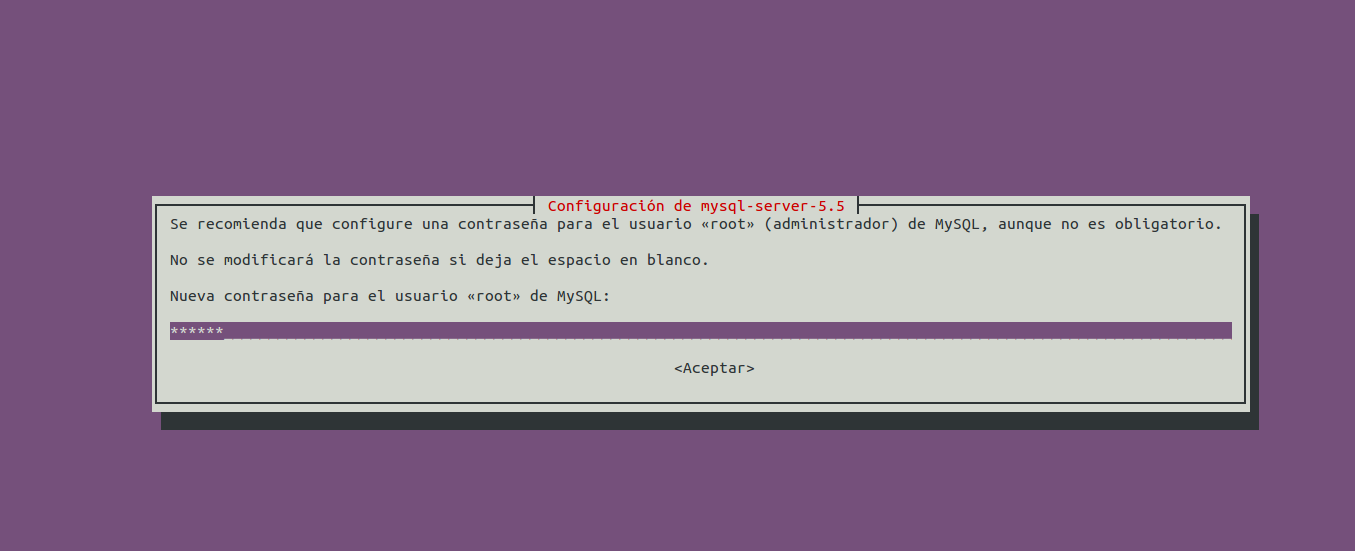 Configuración de mysql-server-5.5
Se recomienda que configure una contraseña para el usuario «root» (administrador) de MySQL, aunque no es obligatorio.
No se modificará la contraseña si deja el espacio en blanco.
Nueva contraseña para el usuario «root» de MySQL:
******
<Aceptar>